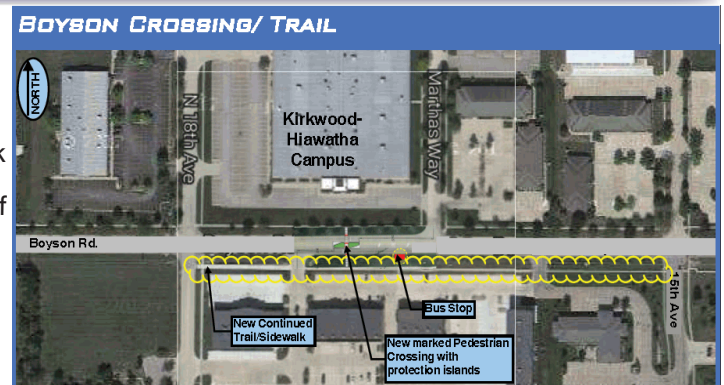 BOYSON CROSSING/ TRAIL
NORTH
k
f
N 18th Ave
Kirkwood-
Hiawatha
Campus
Marthas Way
Boyson Rd.
15th Ave
New Continued
Trail/Sidewalk
Bus Stop
New marked Pedestrian
Crossing with
protection islands